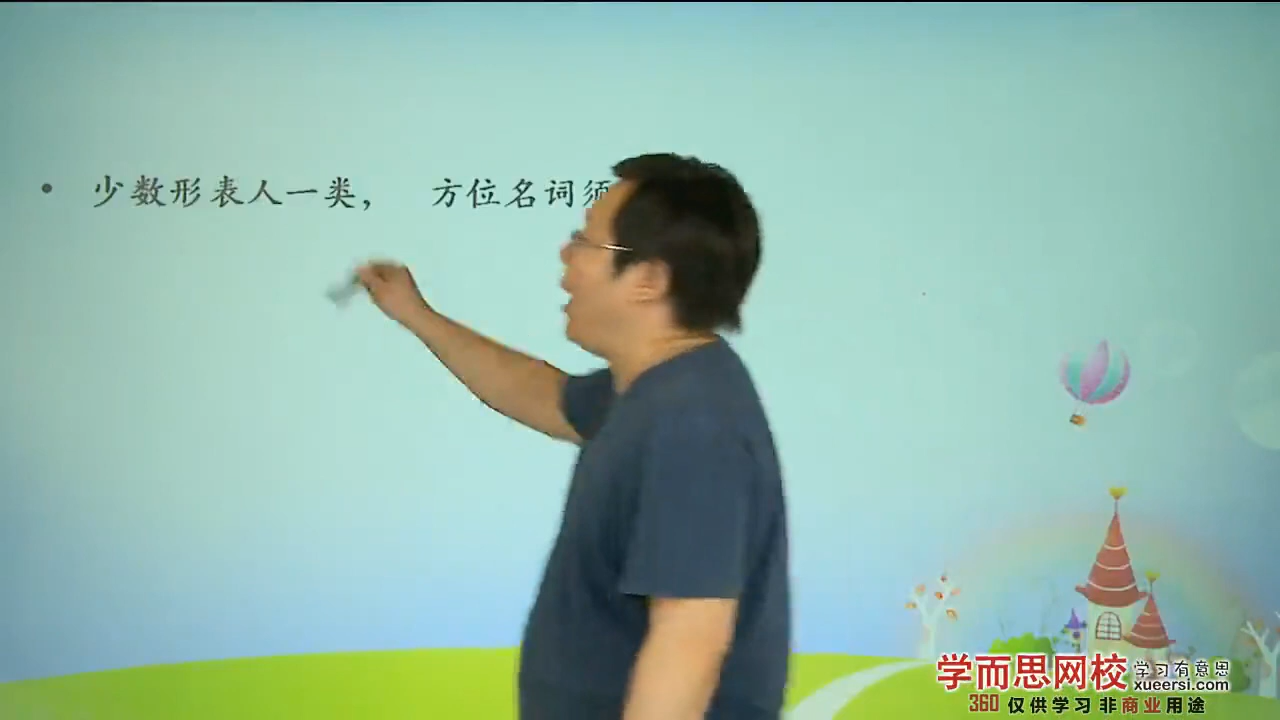 • 少数形表人一类， 方位名词须
学而思网校 学习有意思
xueersi.com
360 仅供学习 非商业用途